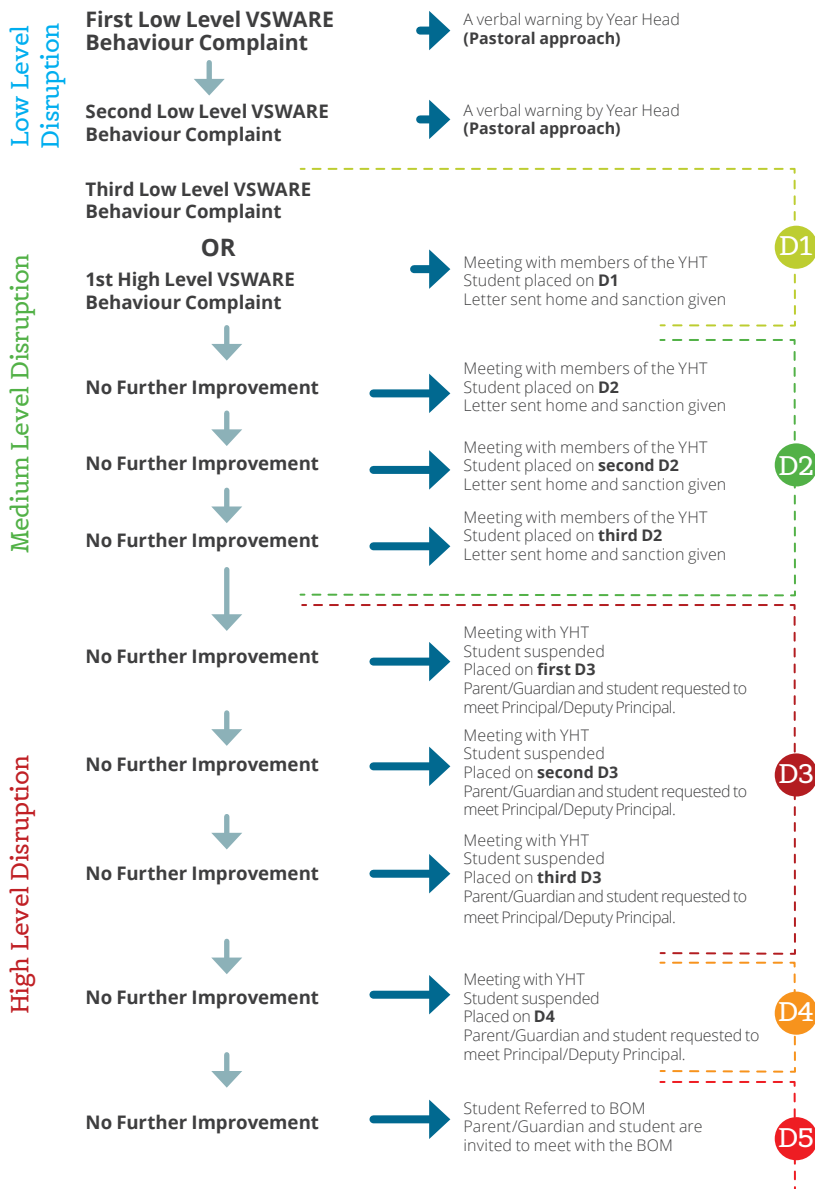 Low Level
Disruption
First Low Level VSWARE
Behaviour Complaint
A verbal warning by Year Head
(Pastoral approach)
Second Low Level VSWARE
Behaviour Complaint
A verbal warning by Year Head
(Pastoral approach)
Medium Level Disruption
Third Low Level VSWARE
Behaviour Complaint
OR
1st High Level VSWARE
Behaviour Complaint
Meeting with members of the YHT
Student placed on D1
Letter sent home and sanction given
D1
No Further Improvement
Meeting with members of the YHT
Student placed on D2
Letter sent home and sanction given
No Further Improvement
Meeting with members of the YHT
Student placed on second D2
Letter sent home and sanction given
D2
No Further Improvement
Meeting with members of the YHT
Student placed on third D2
Letter sent home and sanction given
High Level Disruption
No Further Improvement
Meeting with YHT
Student suspended
Placed on first D3
Parent/Guardian and student requested to
meet Principal/Deputy Principal.
No Further Improvement
Meeting with YHT
Student suspended
Placed on second D3
Parent/Guardian and student requested to
meet Principal/Deputy Principal.
D3
No Further Improvement
Meeting with YHT
Student suspended
Placed on third D3
Parent/Guardian and student requested to
meet Principal/Deputy Principal.
No Further Improvement
Meeting with YHT
Student suspended
Placed on D4
Parent/Guardian and student requested to
meet Principal/Deputy Principal.
D4
No Further Improvement
Student Referred to BOM
Parent/Guardian and student are
invited to meet with the BOM
D5